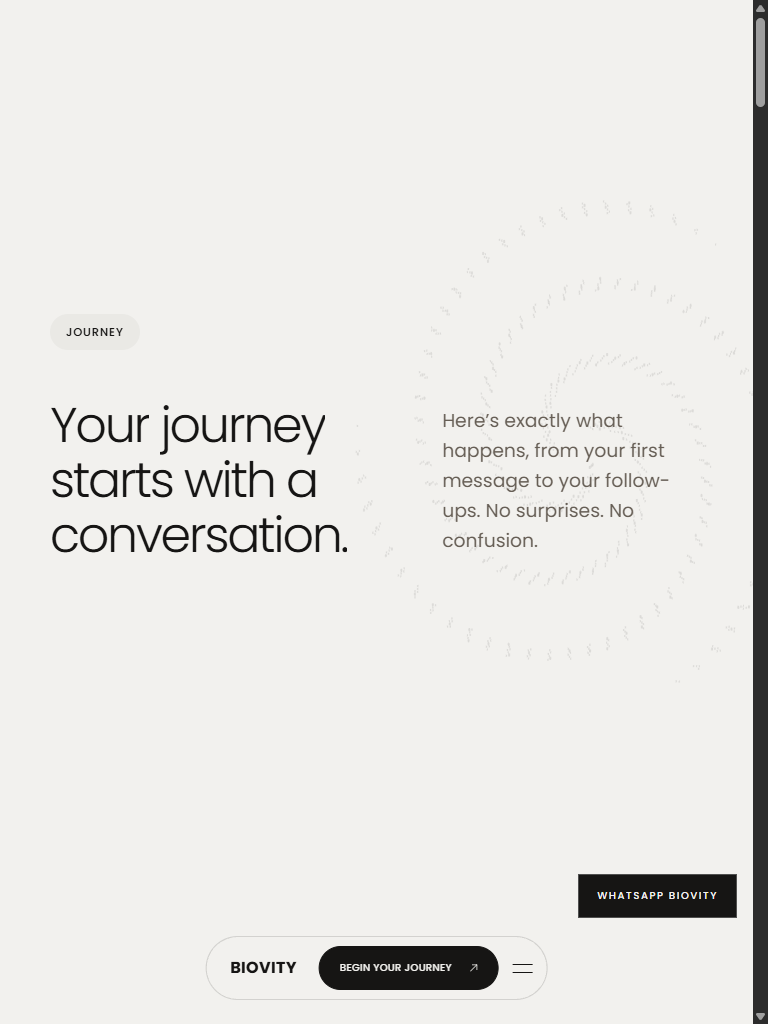 JOURNEY
Your journey
starts with a
conversation.
Here’s exactly what
happens, from your first
message to your follow-
ups. No surprises. No
confusion.
WHATSAPP BIOVITY
BIOVITY
BEGIN YOUR JOURNEY